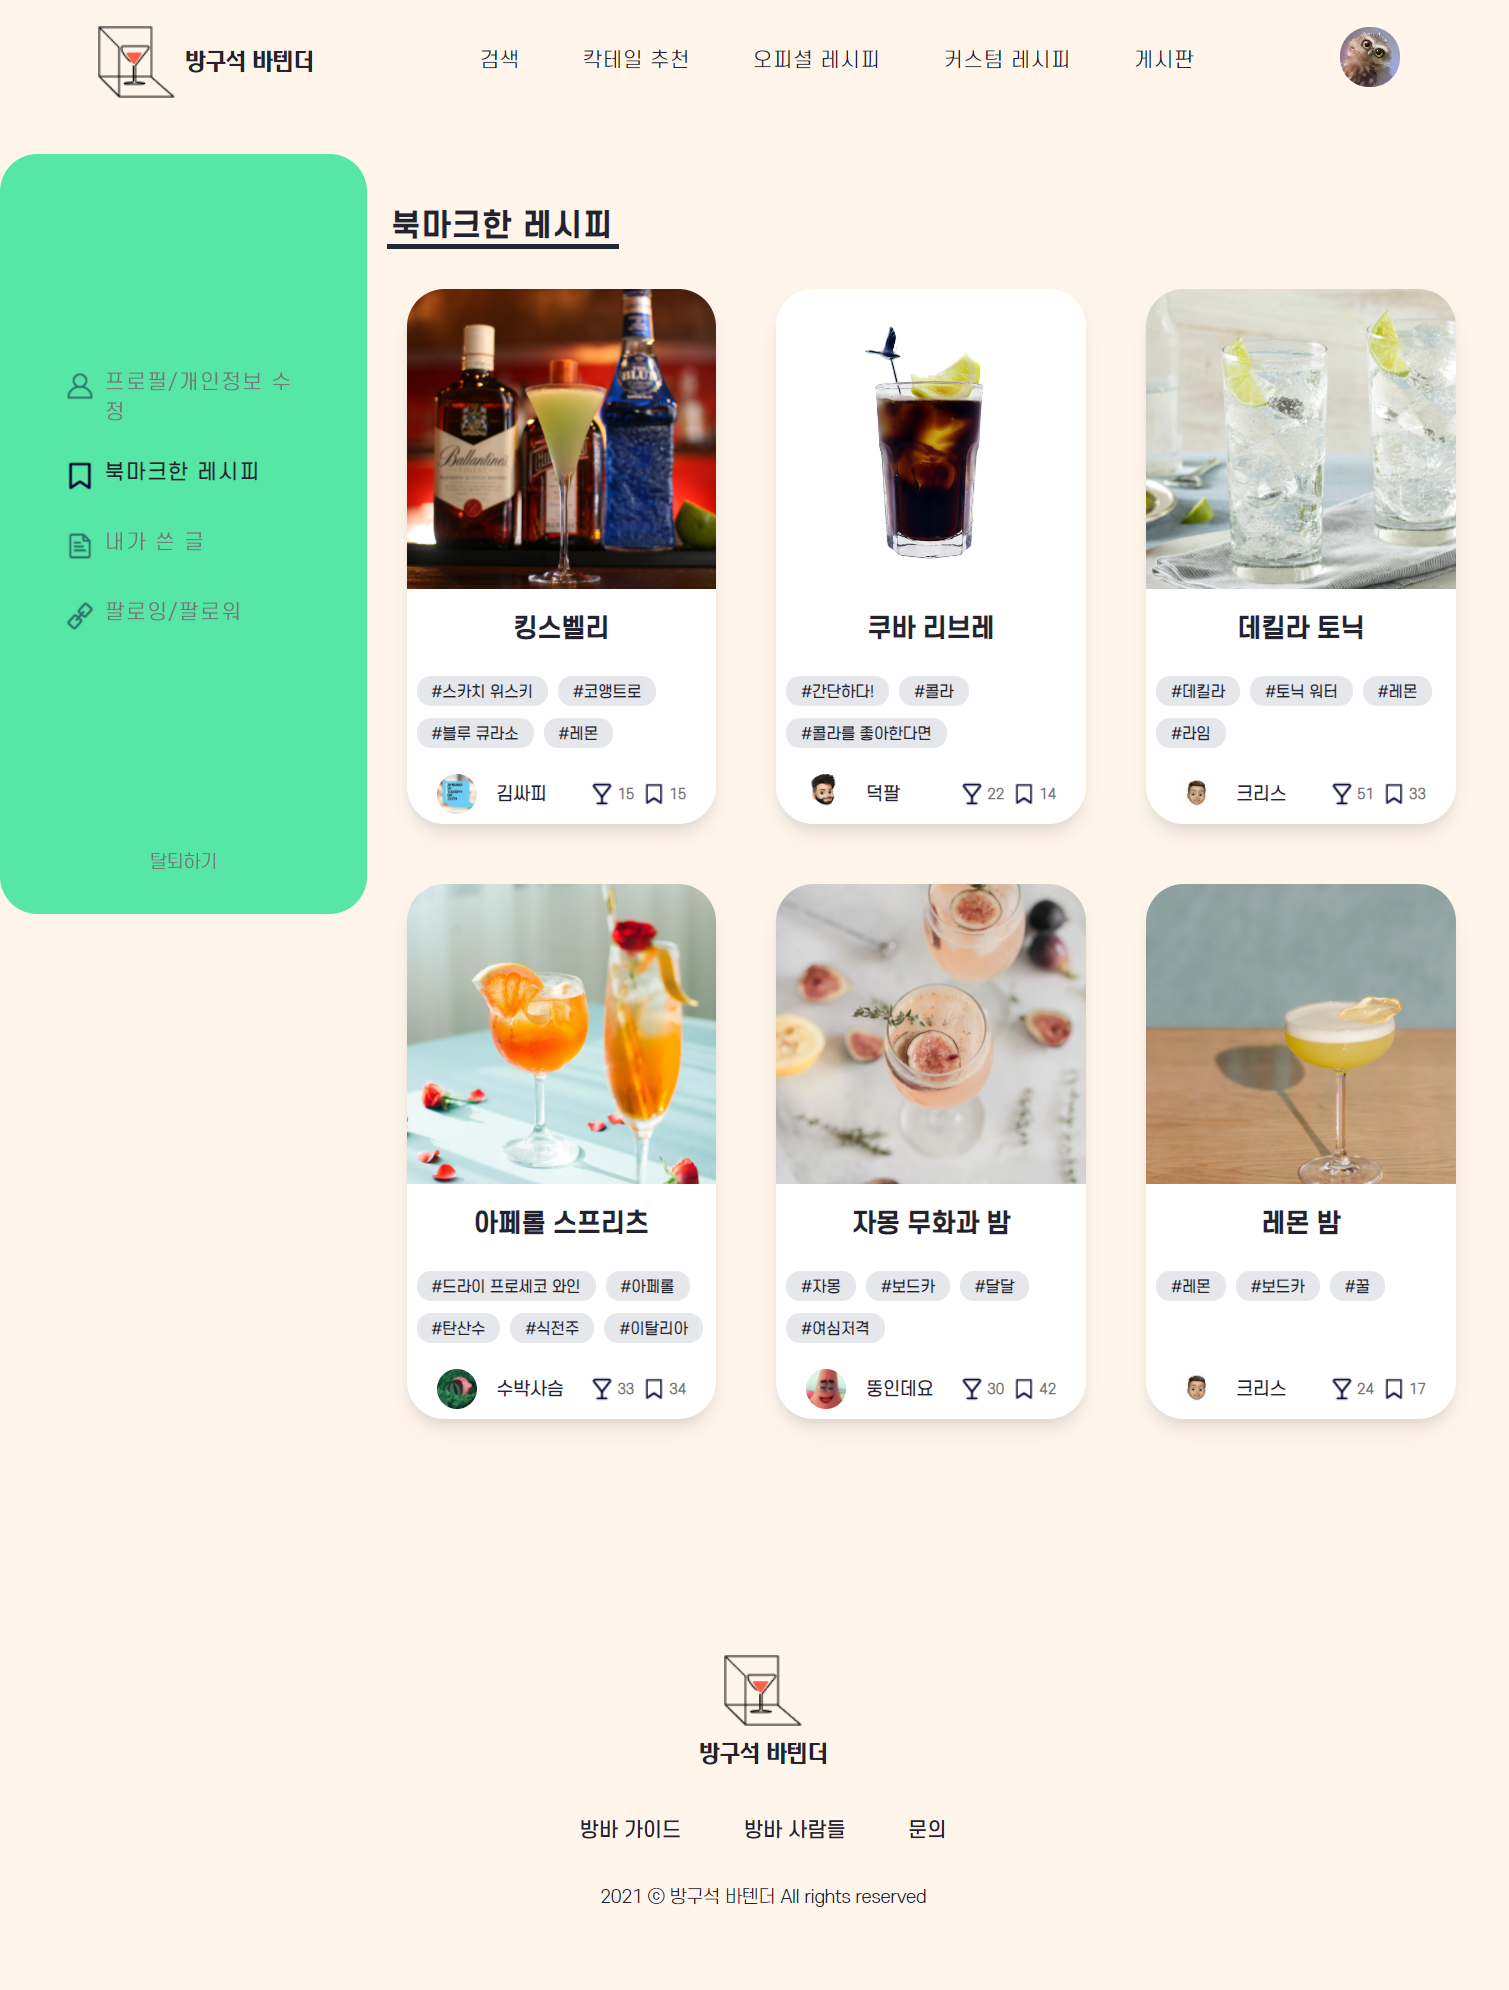 방구석 바텐더
검색
칵테일 추천
오피셜 레시피
커스텀 레시피
게시판
프로필/개인정보 수
정
북마크한 레시피
내가 쓴 글
팔로잉/팔로워
탈퇴하기
북마크한 레시피
Ballantine's
BLUE
킹스벨리
#스카치 위스키 #코앵트로
#블루 큐라소 #레몬
김싸피 15 15
쿠바 리브레
#간단하다! #콜라
#콜라를 좋아한다면
덕팔 22 14
데킬라 토닉
#데킬라 #토닉 워터 #레몬
#라임
크리스 51 33
아페롤 스프리츠
#드라이 프로세코 와인 #아페롤
#탄산수 #식전주 #이탈리아
수박사슴 33 34
자몽 무화과 밤
#자몽 #보드카 #달달
#여심저격
뚱인데요 30 42
레몬 밤
#레몬 #보드카 #꿀
크리스 24 17
방구석 바텐더
방바 가이드
방바 사람들
문의
2021 ⓒ 방구석 바텐더 All rights reserved